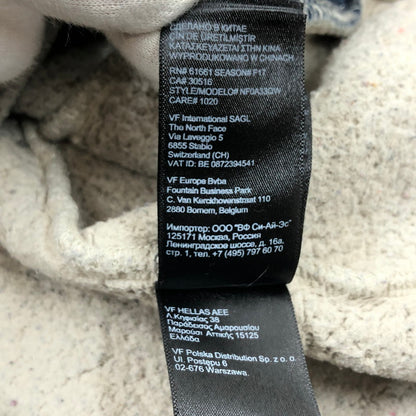 СДЕЛАНО В КИТАЕ
ÇİN DE ÜRETİLMİŞTİR
ΚΑΤΑΣΚΕΥΑΖΕΤΑΙ ΣΤΗΝ ΚΙΝΑ
WYPRODUKOWANO W CHINACH
RN# 61661 SEASON# F17
CA# 30516
STYLE/MODELO# NF0A33QW
CARE# 1020
VF International SAGL
The North Face
Via Laveggio 5
6855 Stabio
Switzerland (CH)
VAT ID: BE 0872394541
VF Europe Bvba
Fountain Business Park
C. Van Kerckhovenstraat 110
2880 Bornem, Belgium
Импортер: ООО "ВФ Си-Ай-Эс"
125171 Москва, Россия
Ленинградское шоссе, д. 16а,
стр. 1, тел. +7 (495) 797 60 70
VF HELLAS AEE
Λ.Κηφισίας 38
Παράδεισος Αμαρουσίου
Μαρούσι Αττικής 15125
Ελλάδα
VF Polska Distribution Sp. z o.o.
Ul. Postępu 6
02-676 Warszawa.